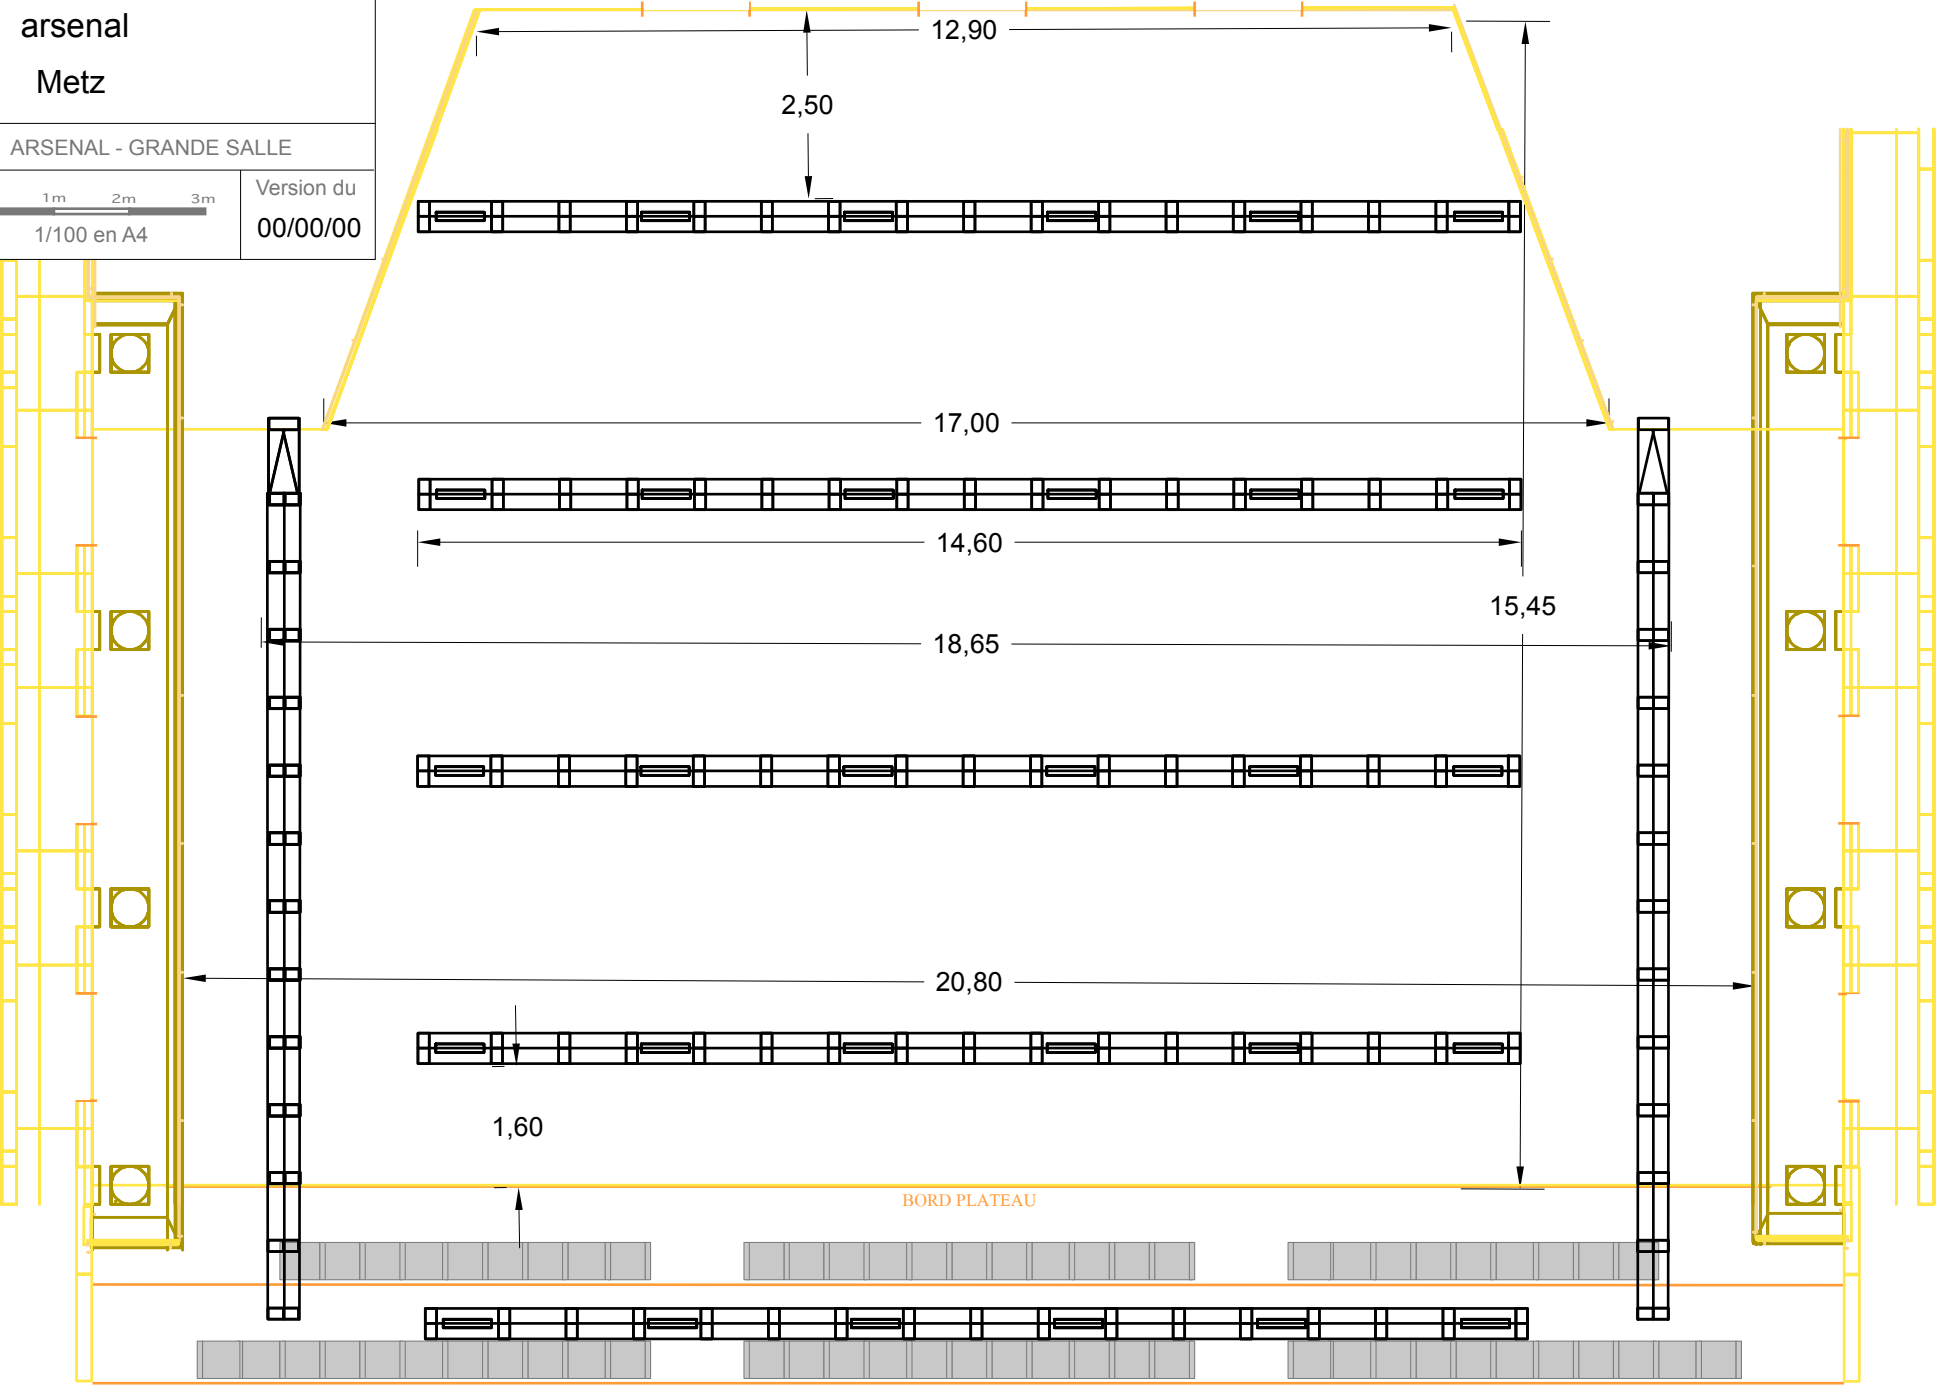 arsenal
Metz
ARSENAL - GRANDE SALLE
1m 2m 3m
1/100 en A4
Version du
00/00/00
12,90
2,50
17,00
14,60
15,45
18,65
20,80
1,60
BORD PLATEAU